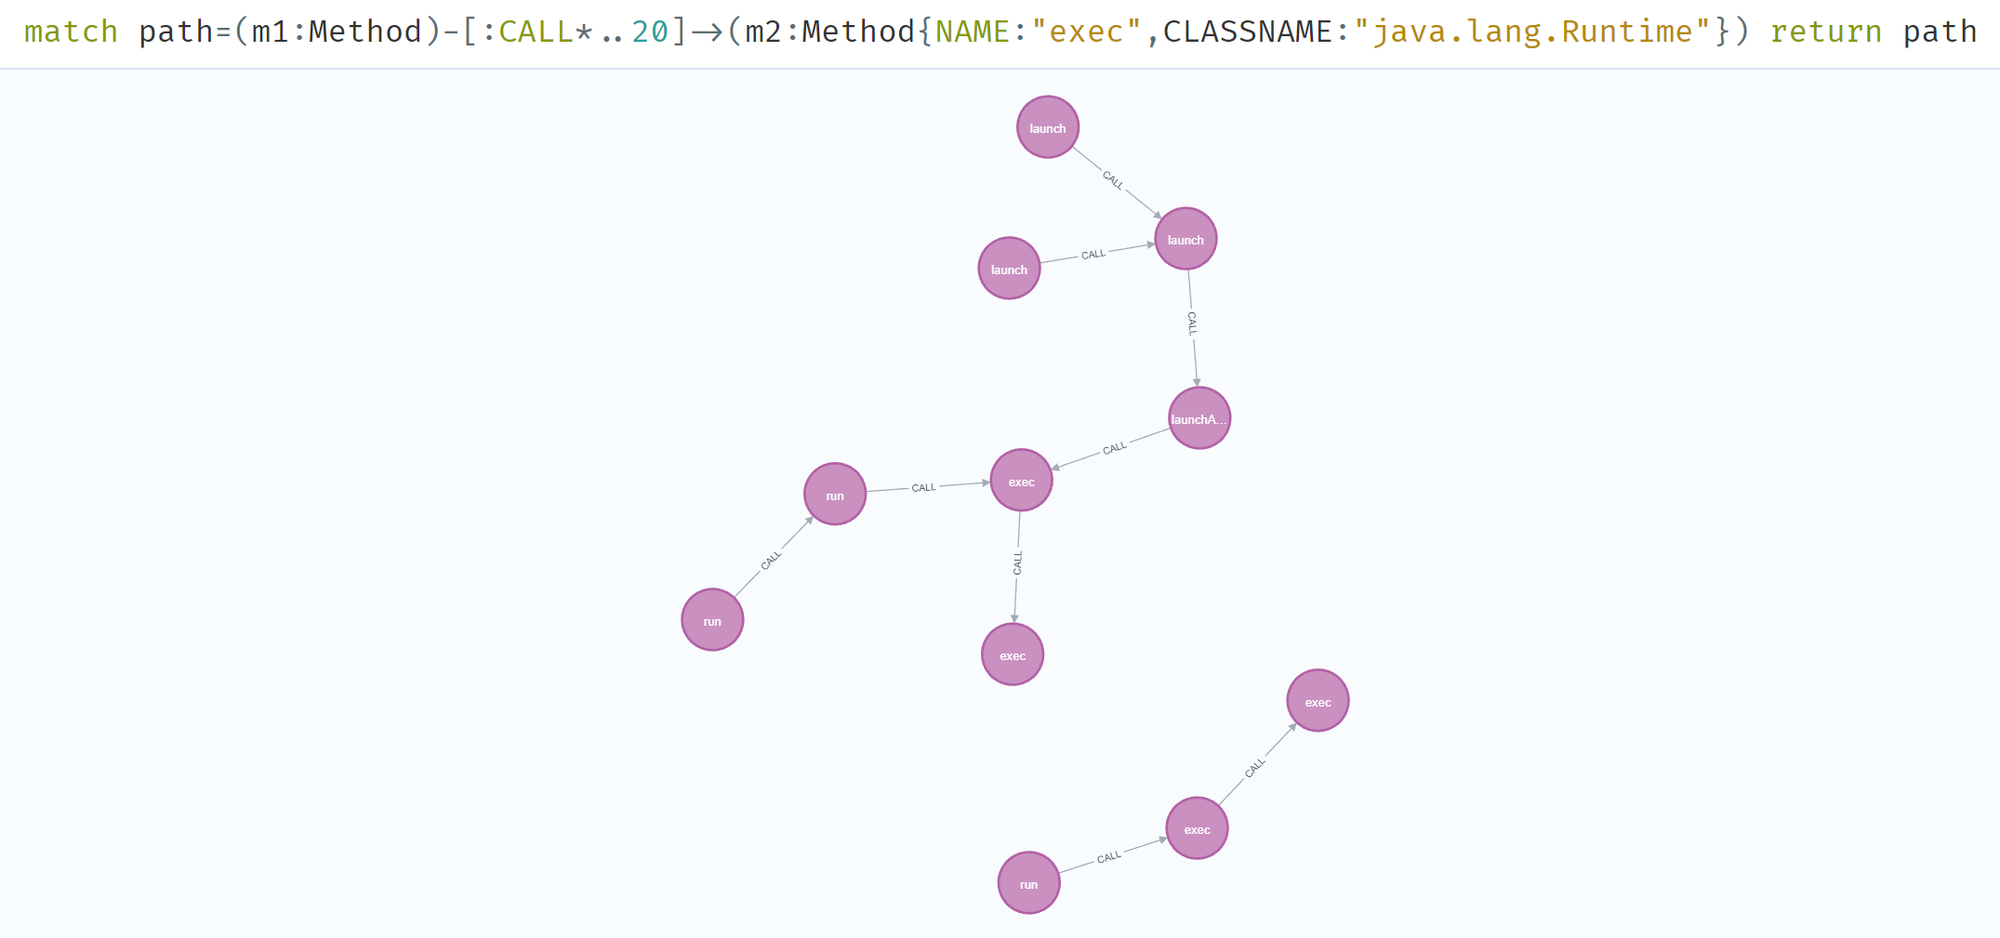 match path=(m1:Method)-[:CALL*..20]->(m2:Method{NAME:"exec",CLASSNAME:"java.lang.Runtime"}) return path
launch
CALL
launch
launch
CALL
CALL
launchA...
CALL
exec
run
CALL
CALL
CALL
run
exec
exec
CALL
exec
CALL
run